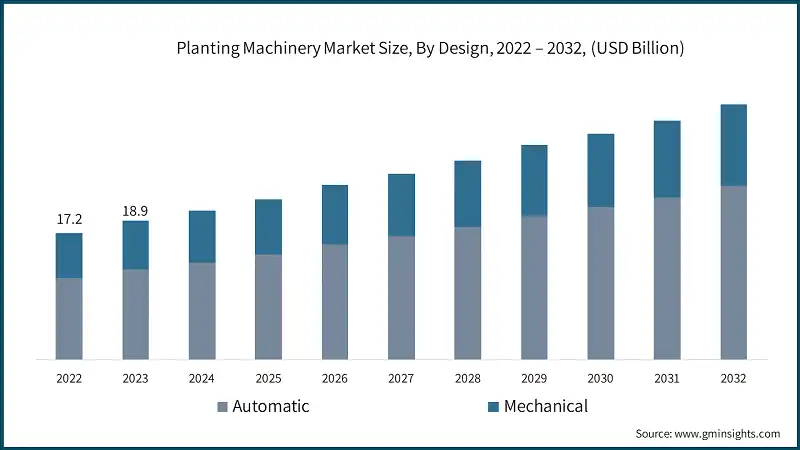 Planting Machinery Market Size, By Design, 2022 – 2032, (USD Billion)
17.2
18.9
2022 2023 2024 2025 2026 2027 2028 2029 2030 2031 2032
Automatic Mechanical
Source: www.gminsights.com